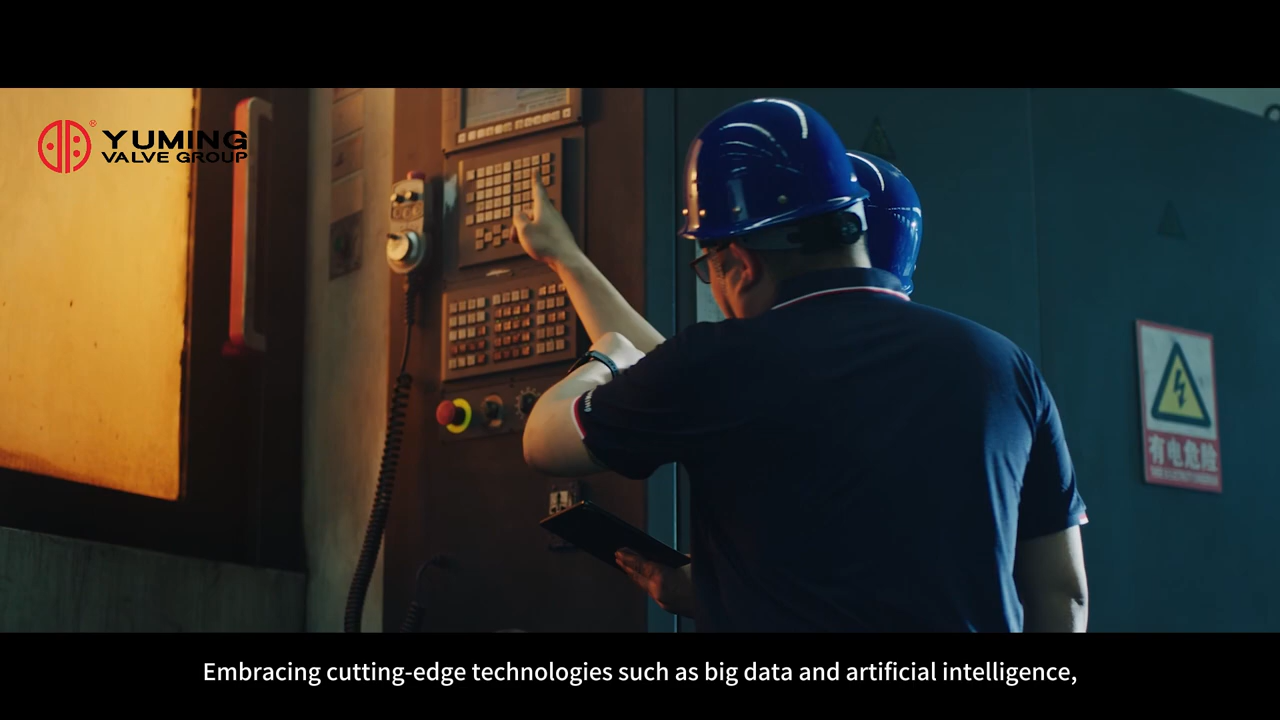 YUMING
VALVE GROUP
有电危险
Embracing cutting-edge technologies such as big data and artificial intelligence,